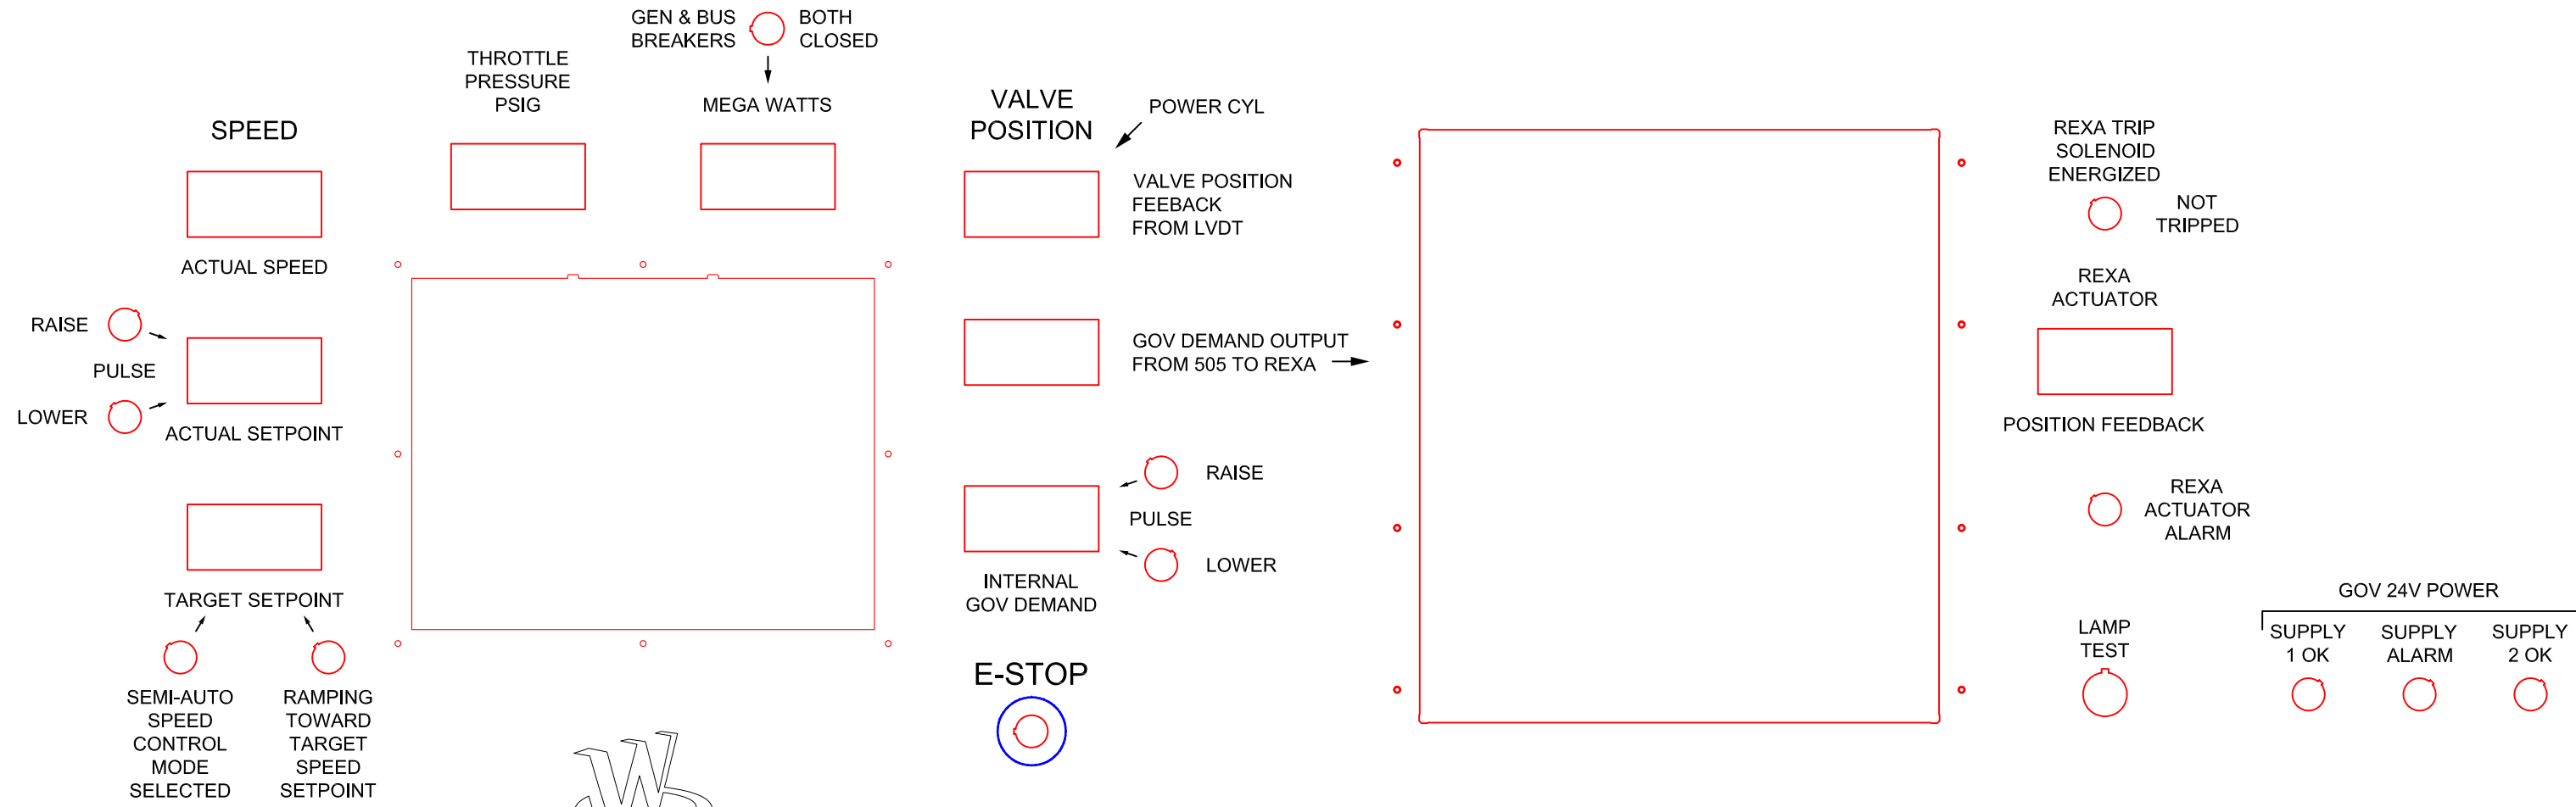 GEN & BUS
BREAKERS
BOTH
CLOSED
THROTTLE
PRESSURE
PSIG
MEGA WATTS
SPEED
ACTUAL SPEED
RAISE
PULSE
LOWER
ACTUAL SETPOINT
TARGET SETPOINT
SEMI-AUTO
SPEED
CONTROL
MODE
SELECTED
RAMPING
TOWARD
TARGET
SPEED
SETPOINT
VALVE
POSITION
POWER CYL
VALVE POSITION
FEEBACK
FROM LVDT
GOV DEMAND OUTPUT
FROM 505 TO REXA
RAISE
PULSE
LOWER
INTERNAL
GOV DEMAND
E-STOP
REXA TRIP
SOLENOID
ENERGIZED
NOT
TRIPPED
REXA
ACTUATOR
POSITION FEEDBACK
REXA
ACTUATOR
ALARM
LAMP
TEST
GOV 24V POWER
SUPPLY
1 OK
SUPPLY
ALARM
SUPPLY
2 OK